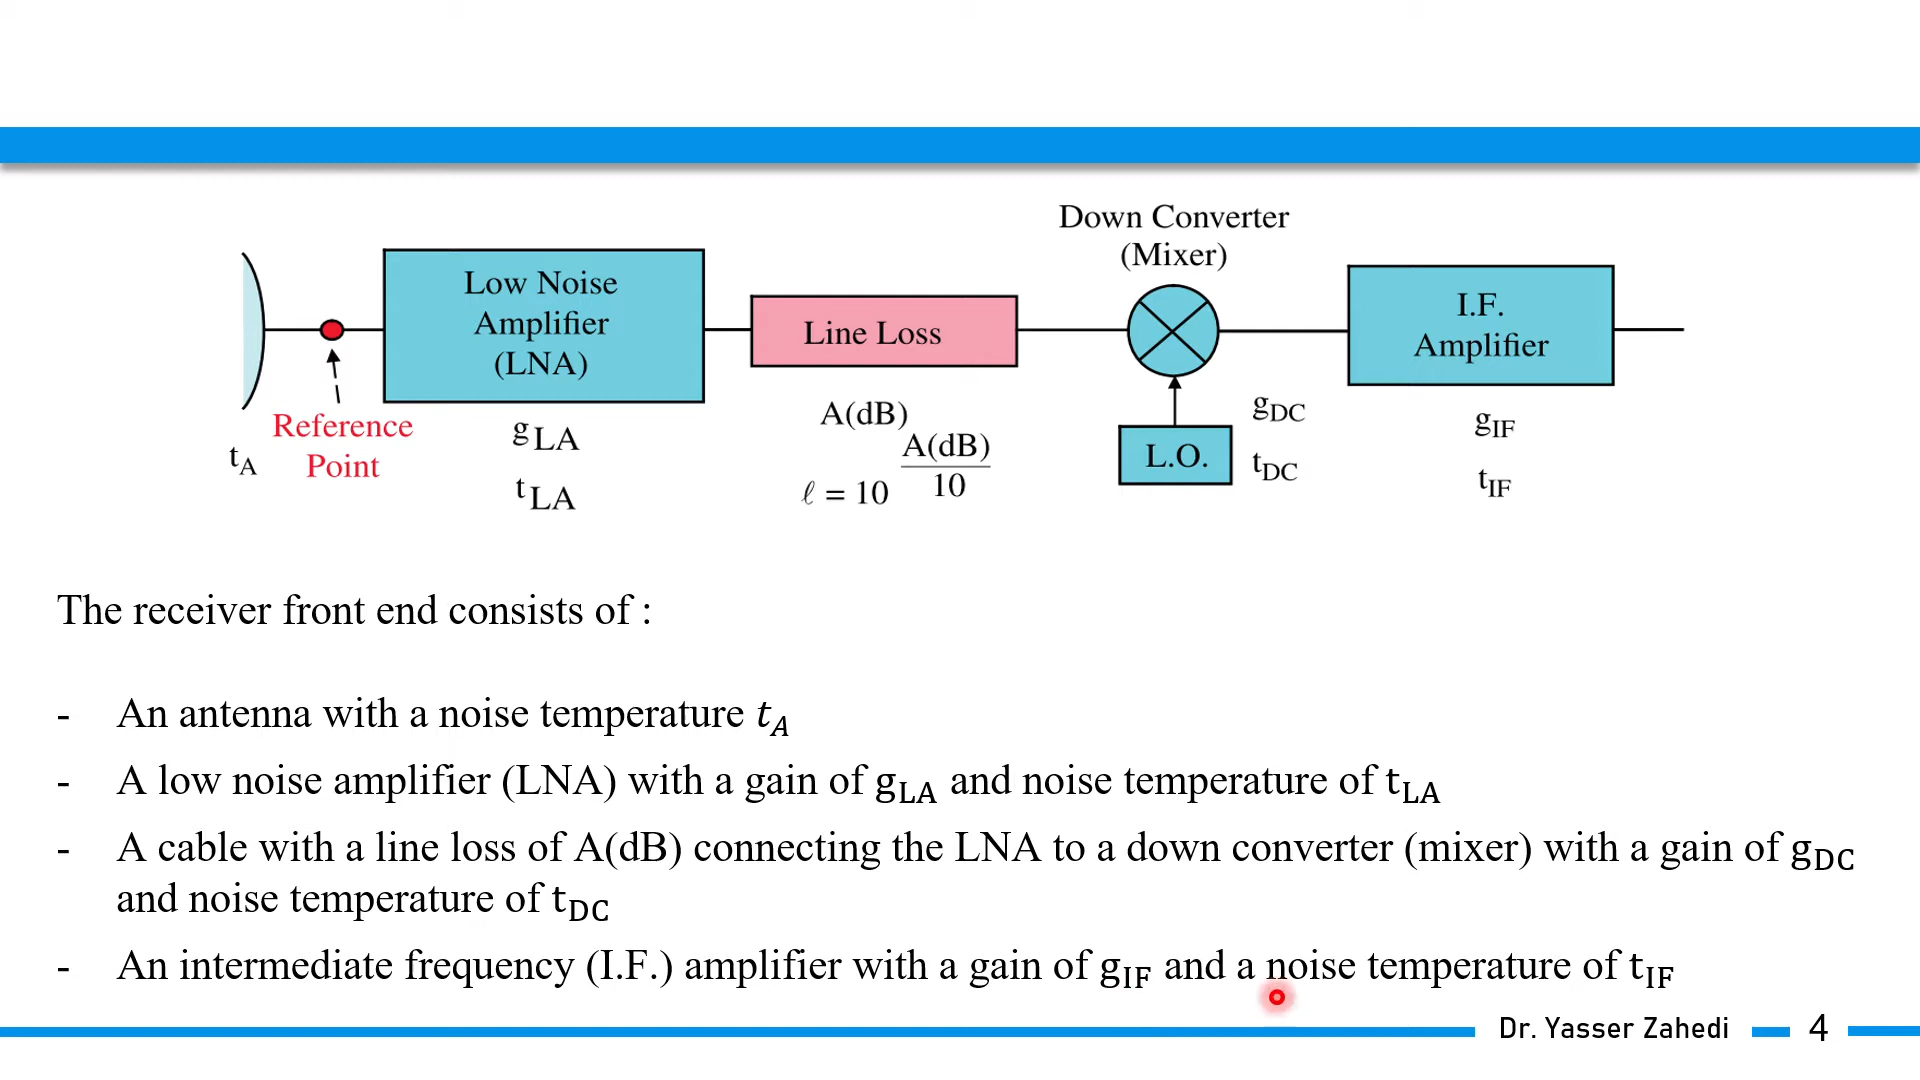 Down Converter
(Mixer)
Low Noise
Amplifier
(LNA)
Line Loss
I.F.
Amplifier
Reference
Point
tA
gLA
tLA
A(dB)
ℓ = 10 A(dB)/10
L.O.
gDC
tDC
gIF
tIF
The receiver front end consists of :
- An antenna with a noise temperature tA
- A low noise amplifier (LNA) with a gain of gLA and noise temperature of tLA
- A cable with a line loss of A(dB) connecting the LNA to a down converter (mixer) with a gain of gDC
and noise temperature of tDC
- An intermediate frequency (I.F.) amplifier with a gain of gIF and a noise temperature of tIF
Dr. Yasser Zahedi 4